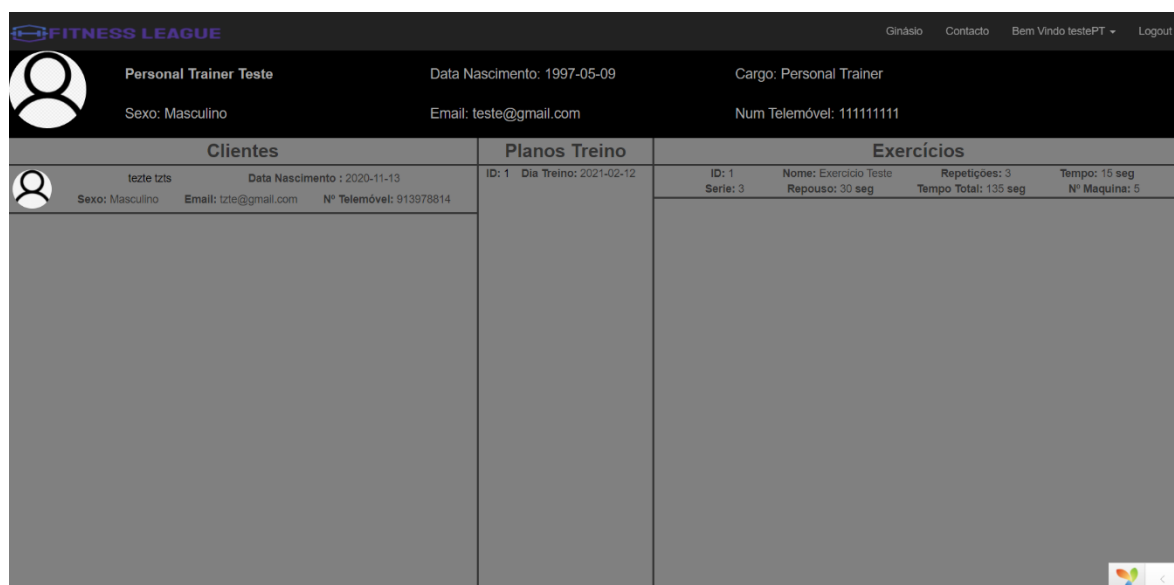 FITNESS LEAGUE Ginásio Contacto Bem Vindo testePT Logout
Personal Trainer Teste Data Nascimento: 1997-05-09 Cargo: Personal Trainer
Sexo: Masculino Email: teste@gmail.com Num Telemóvel: 111111111
Clientes Planos Treino Exercícios
tezte tzts Data Nascimento : 2020-11-13
Sexo: Masculino Email: tzte@gmail.com Nº Telemóvel: 913978814
ID: 1 Dia Treino: 2021-02-12
ID: 1 Nome: Exercicio Teste Repetições: 3 Tempo: 15 seg
Serie: 3 Repouso: 30 seg Tempo Total: 135 seg Nº Maquina: 5